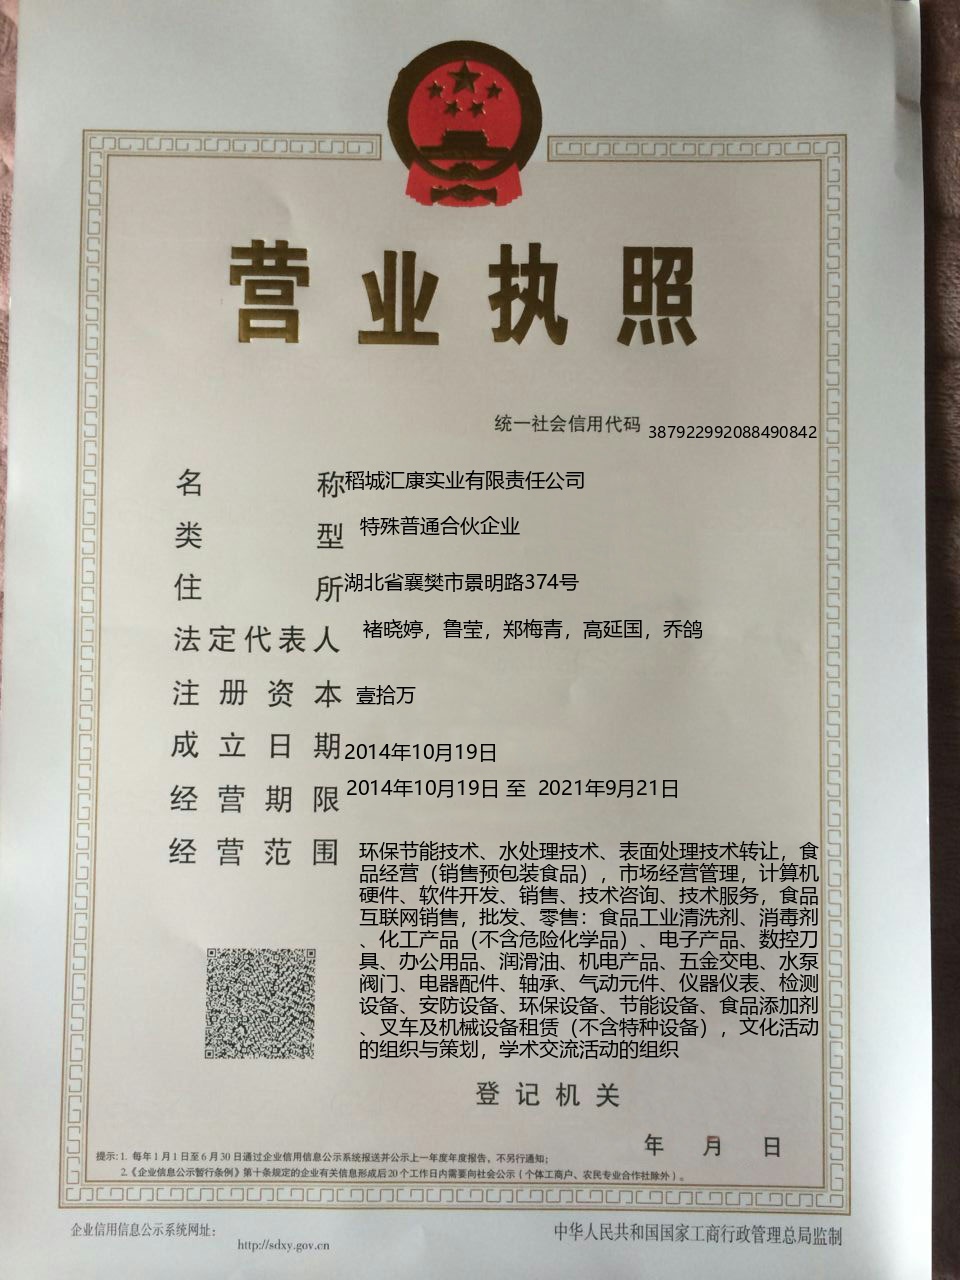 营业执照
统一社会信用代码 387922992088490842
名称 稻城汇康实业有限责任公司
类型 特殊普通合伙企业
住所 湖北省襄樊市景明路374号
法定代表人 褚晓婷，鲁莹，郑梅青，高延国，乔鸽
注册资本 壹拾万
成立日期 2014年10月19日
经营期限 2014年10月19日 至 2021年9月21日
经营范围 环保节能技术、水处理技术、表面处理技术转让，食
品经营（销售预包装食品），市场经营管理，计算机
硬件、软件开发、销售、技术咨询、技术服务，食品
互联网销售，批发、零售：食品工业清洗剂、消毒剂
、化工产品（不含危险化学品）、电子产品、数控刀
具、办公用品、润滑油、机电产品、五金交电、水泵
阀门、电器配件、轴承、气动元件、仪器仪表、检测
设备、安防设备、环保设备、节能设备、食品添加剂
、叉车及机械设备租赁（不含特种设备），文化活动
的组织与策划，学术交流活动的组织
登记机关
年 月 日
提示：1. 每年1月1日至6月30日通过企业信用信息公示系统报送并公示上一年度年度报告，不另行通知；
2.《企业信息公示暂行条例》第十条规定的企业有关信息形成后20个工作日内需要向社会公示（个体工商户、农民专业合作社除外）。
企业信用信息公示系统网址：
http://sdxy.gov.cn
中华人民共和国国家工商行政管理总局监制